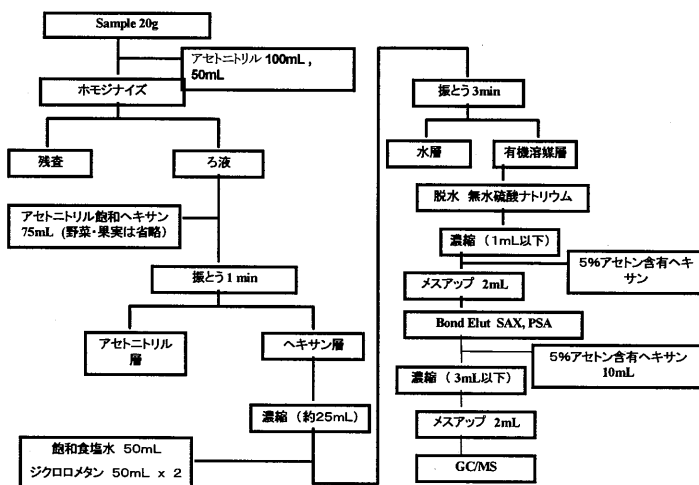 Sample 20g
アセトニトリル 100mL ,
50mL
ホモジナイズ
残査
ろ液
アセトニトリル飽和ヘキサン
75mL (野菜・果実は省略)
振とう 1 min
アセトニトリル
層
ヘキサン層
濃縮 (約25mL)
飽和食塩水 50mL
ジクロロメタン 50mL x 2
振とう 3min
水層
有機溶媒層
脱水 無水硫酸ナトリウム
濃縮 (1mL以下)
5%アセトン含有ヘキ
サン
メスアップ 2mL
Bond Elut SAX, PSA
5%アセトン含有ヘキサン
10mL
濃縮 (3mL以下)
メスアップ 2mL
GC/MS